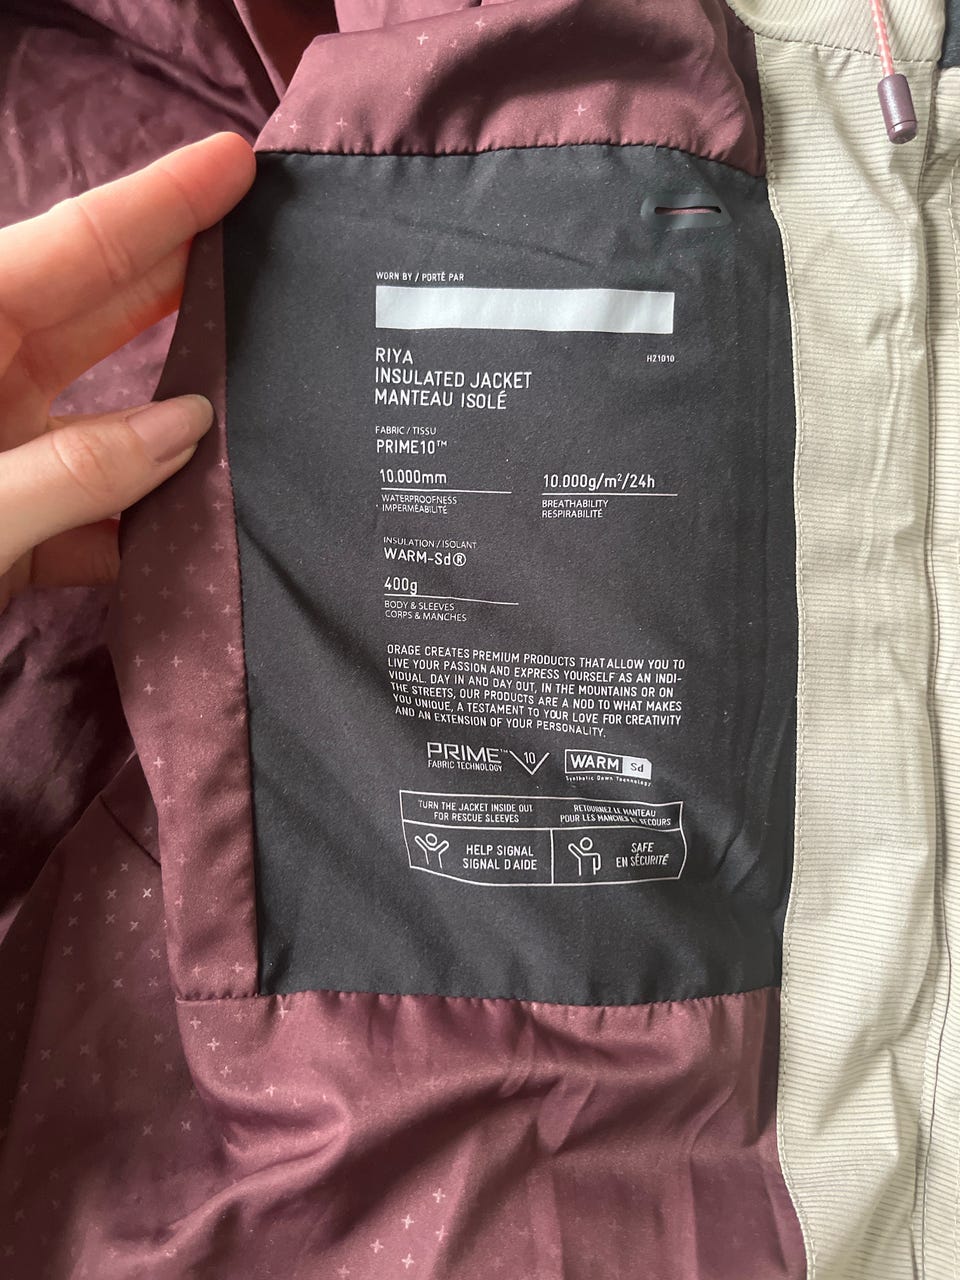 WORN BY / PORTÉ PAR
RIYA
H21010
INSULATED JACKET
MANTEAU ISOLÉ
FABRIC / TISSU
PRIME10™
10.000mm
WATERPROOFNESS
IMPERMÉABILITÉ
10.000g/m²/24h
BREATHABILITY
RESPIRABILITÉ
INSULATION / ISOLANT
WARM-Sd®
400g
BODY & SLEEVES
CORPS & MANCHES
ORAGE CREATES PREMIUM PRODUCTS THAT ALLOW YOU TO
LIVE YOUR PASSION AND EXPRESS YOURSELF AS AN INDI-
VIDUAL. DAY IN AND DAY OUT, IN THE MOUNTAINS OR ON
THE STREETS, OUR PRODUCTS ARE A NOD TO WHAT MAKES
YOU UNIQUE, A TESTAMENT TO YOUR LOVE FOR CREATIVITY
AND AN EXTENSION OF YOUR PERSONALITY.
PRIME™ 10
FABRIC TECHNOLOGY
WARM Sd
Synthetic Down Technology
TURN THE JACKET INSIDE OUT
FOR RESCUE SLEEVES
RETOURNEZ LE MANTEAU
POUR LES MANCHES DE SECOURS
HELP SIGNAL
SIGNAL D'AIDE
SAFE
EN SÉCURITÉ